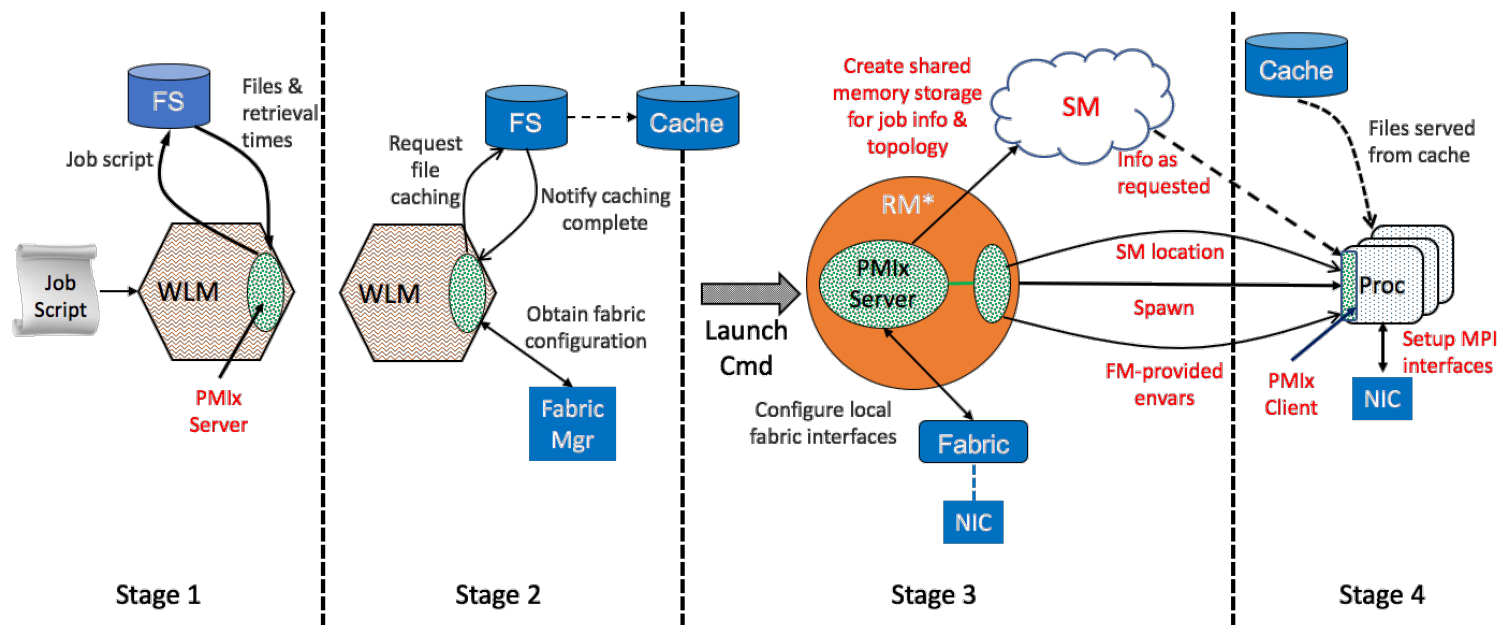 FS
Files &
retrieval
times
Job script
Job
Script
WLM
PMIx
Server
Stage 1
FS
Cache
Request
file
caching
Notify caching
complete
WLM
Obtain fabric
configuration
Fabric
Mgr
Stage 2
Launch
Cmd
Create shared
memory storage
for job info &
topology
SM
Info as
requested
RM*
PMIx
Server
SM location
Spawn
FM-provided
envars
Configure local
fabric interfaces
Fabric
NIC
Stage 3
Cache
Files served
from cache
Proc
Setup MPI
interfaces
PMIx
Client
NIC
Stage 4